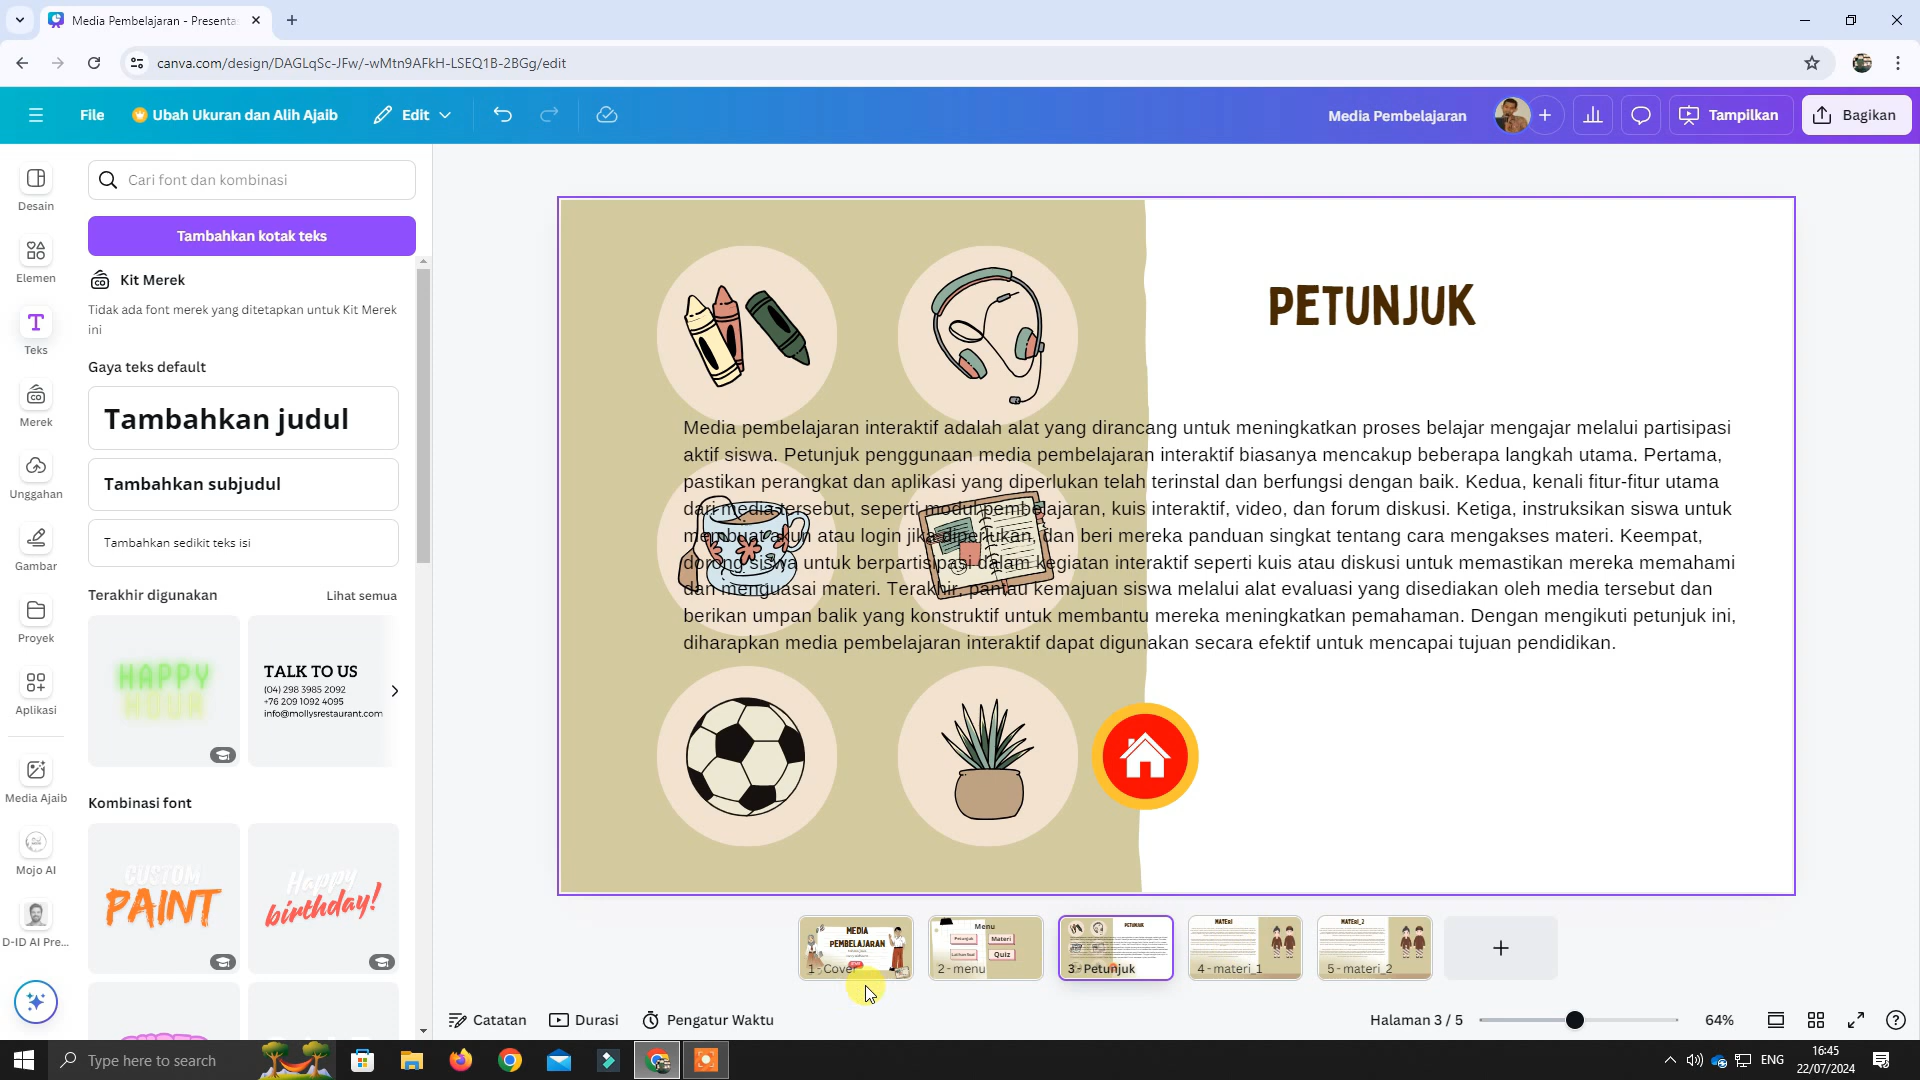 Media Pembelajaran - Presenta
canva.com/design/DAGLqSc-JFw/-wMtn9AFkH-LSEQ1B-2BGg/edit
File
Ubah Ukuran dan Alih Ajaib
Edit
Media Pembelajaran
Tampilkan
Bagikan
Desain
Elemen
Teks
Merek
Unggahan
Gambar
Proyek
Aplikasi
Media Ajaib
Mojo AI
D-ID AI Pre...
Cari font dan kombinasi
Tambahkan kotak teks
Kit Merek
Tidak ada font merek yang ditetapkan untuk Kit Merek
ini
Gaya teks default
Tambahkan judul
Tambahkan subjudul
Tambahkan sedikit teks isi
Terakhir digunakan
Lihat semua
HAPPY
HOUR
TALK TO US
(04) 298 3985 2092
+76 209 1092 4095
info@mollysrestaurant.com
Kombinasi font
CUSTOM
PAINT
Happy
birthday!
PETUNJUK
Media pembelajaran interaktif adalah alat yang dirancang untuk meningkatkan proses belajar mengajar melalui partisipasi
aktif siswa. Petunjuk penggunaan media pembelajaran interaktif biasanya mencakup beberapa langkah utama. Pertama,
pastikan perangkat dan aplikasi yang diperlukan telah terinstal dan berfungsi dengan baik. Kedua, kenali fitur-fitur utama
dari media tersebut, seperti modul pembelajaran, kuis interaktif, video, dan forum diskusi. Ketiga, instruksikan siswa untuk
membuat akun atau login jika diperlukan, dan beri mereka panduan singkat tentang cara mengakses materi. Keempat,
dorong siswa untuk berpartisipasi dalam kegiatan interaktif seperti kuis atau diskusi untuk memastikan mereka memahami
dan menguasai materi. Terakhir, pantau kemajuan siswa melalui alat evaluasi yang disediakan oleh media tersebut dan
berikan umpan balik yang konstruktif untuk membantu mereka meningkatkan pemahaman. Dengan mengikuti petunjuk ini,
diharapkan media pembelajaran interaktif dapat digunakan secara efektif untuk mencapai tujuan pendidikan.
MEDIA
PEMBELAJARAN
1 - Cover
Menu
Petunjuk
Materi
Latihan Soal
Quiz
2 - menu
PETUNJUK
3 - Petunjuk
MATERI
4 - materi_1
MATERI_2
5 - materi_2
Catatan
Durasi
Pengatur Waktu
Halaman 3 / 5
64%
Type here to search
ENG
16:45
22/07/2024